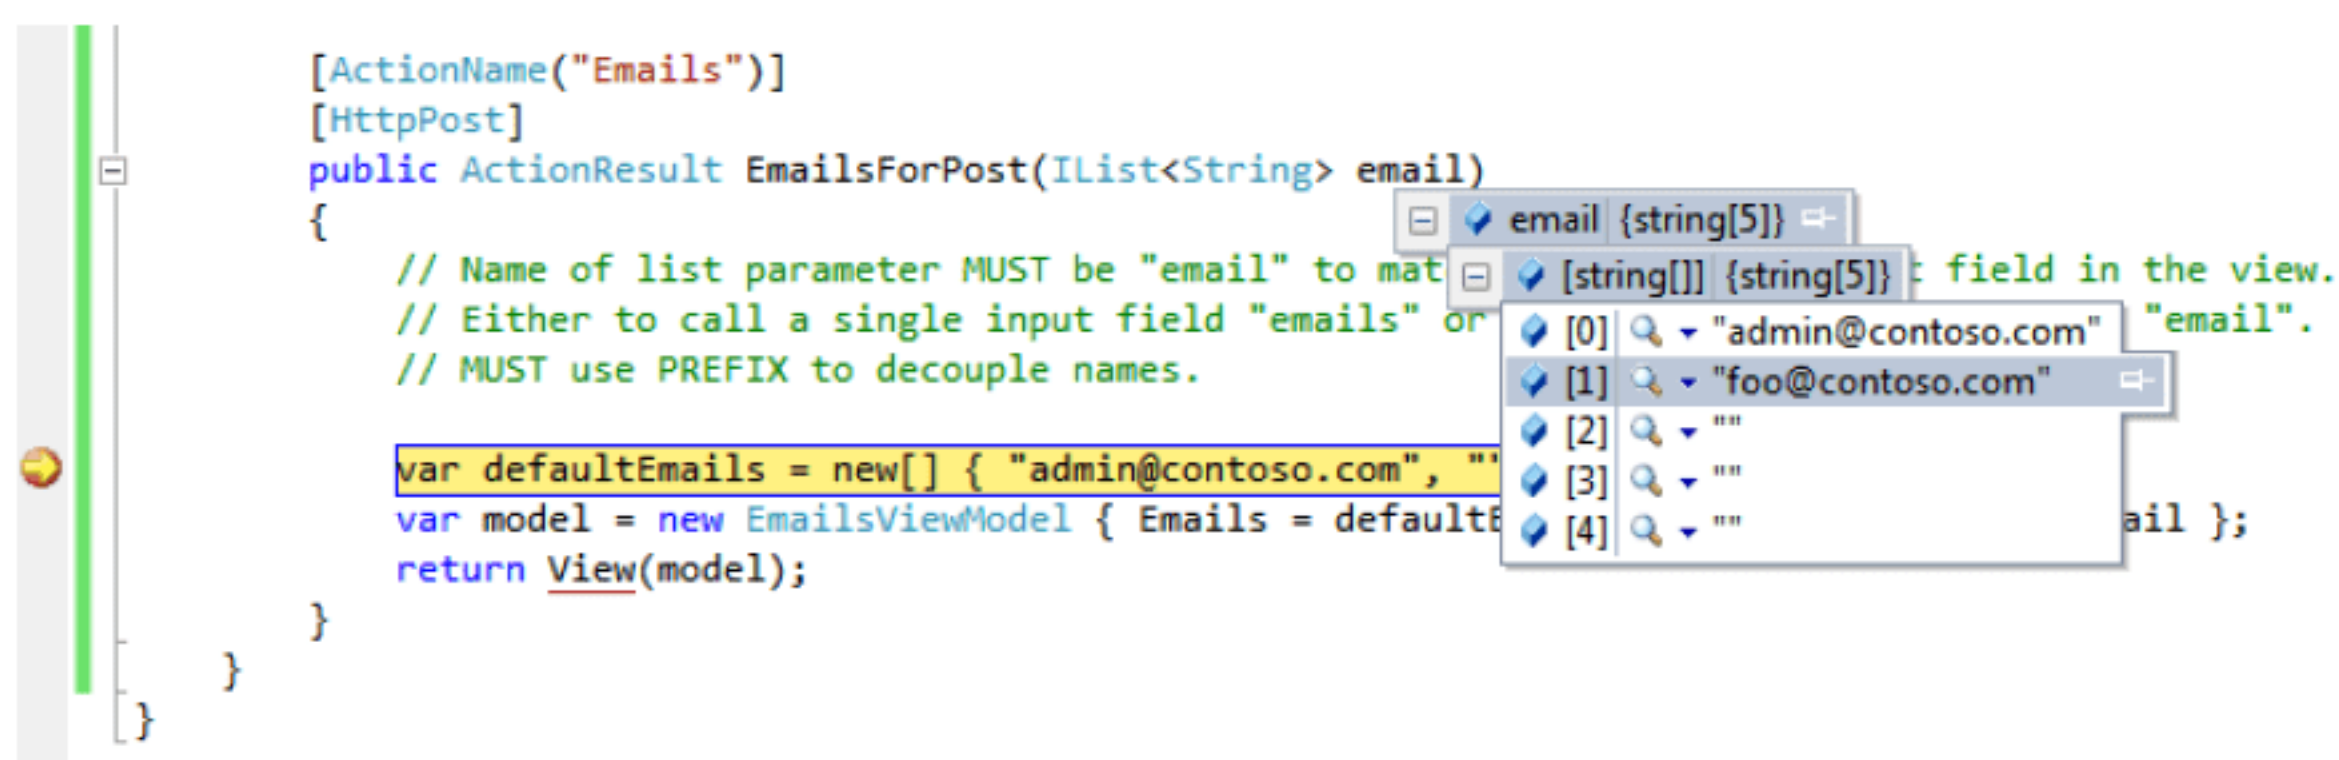 [ActionName("Emails")]
[HttpPost]
public ActionResult EmailsForPost(IList<String> email)
{
email {string[5]}
// Name of list parameter MUST be "email" to mat
[string[]] {string[5]}
field in the view.
// Either to call a single input field "emails" or
"email".
[0] "admin@contoso.com"
// MUST use PREFIX to decouple names.
[1] "foo@contoso.com"
[2] ""
var defaultEmails = new[] { "admin@contoso.com", "
[3] ""
var model = new EmailsViewModel { Emails = default
ail };
[4] ""
return View(model);
}
}
}